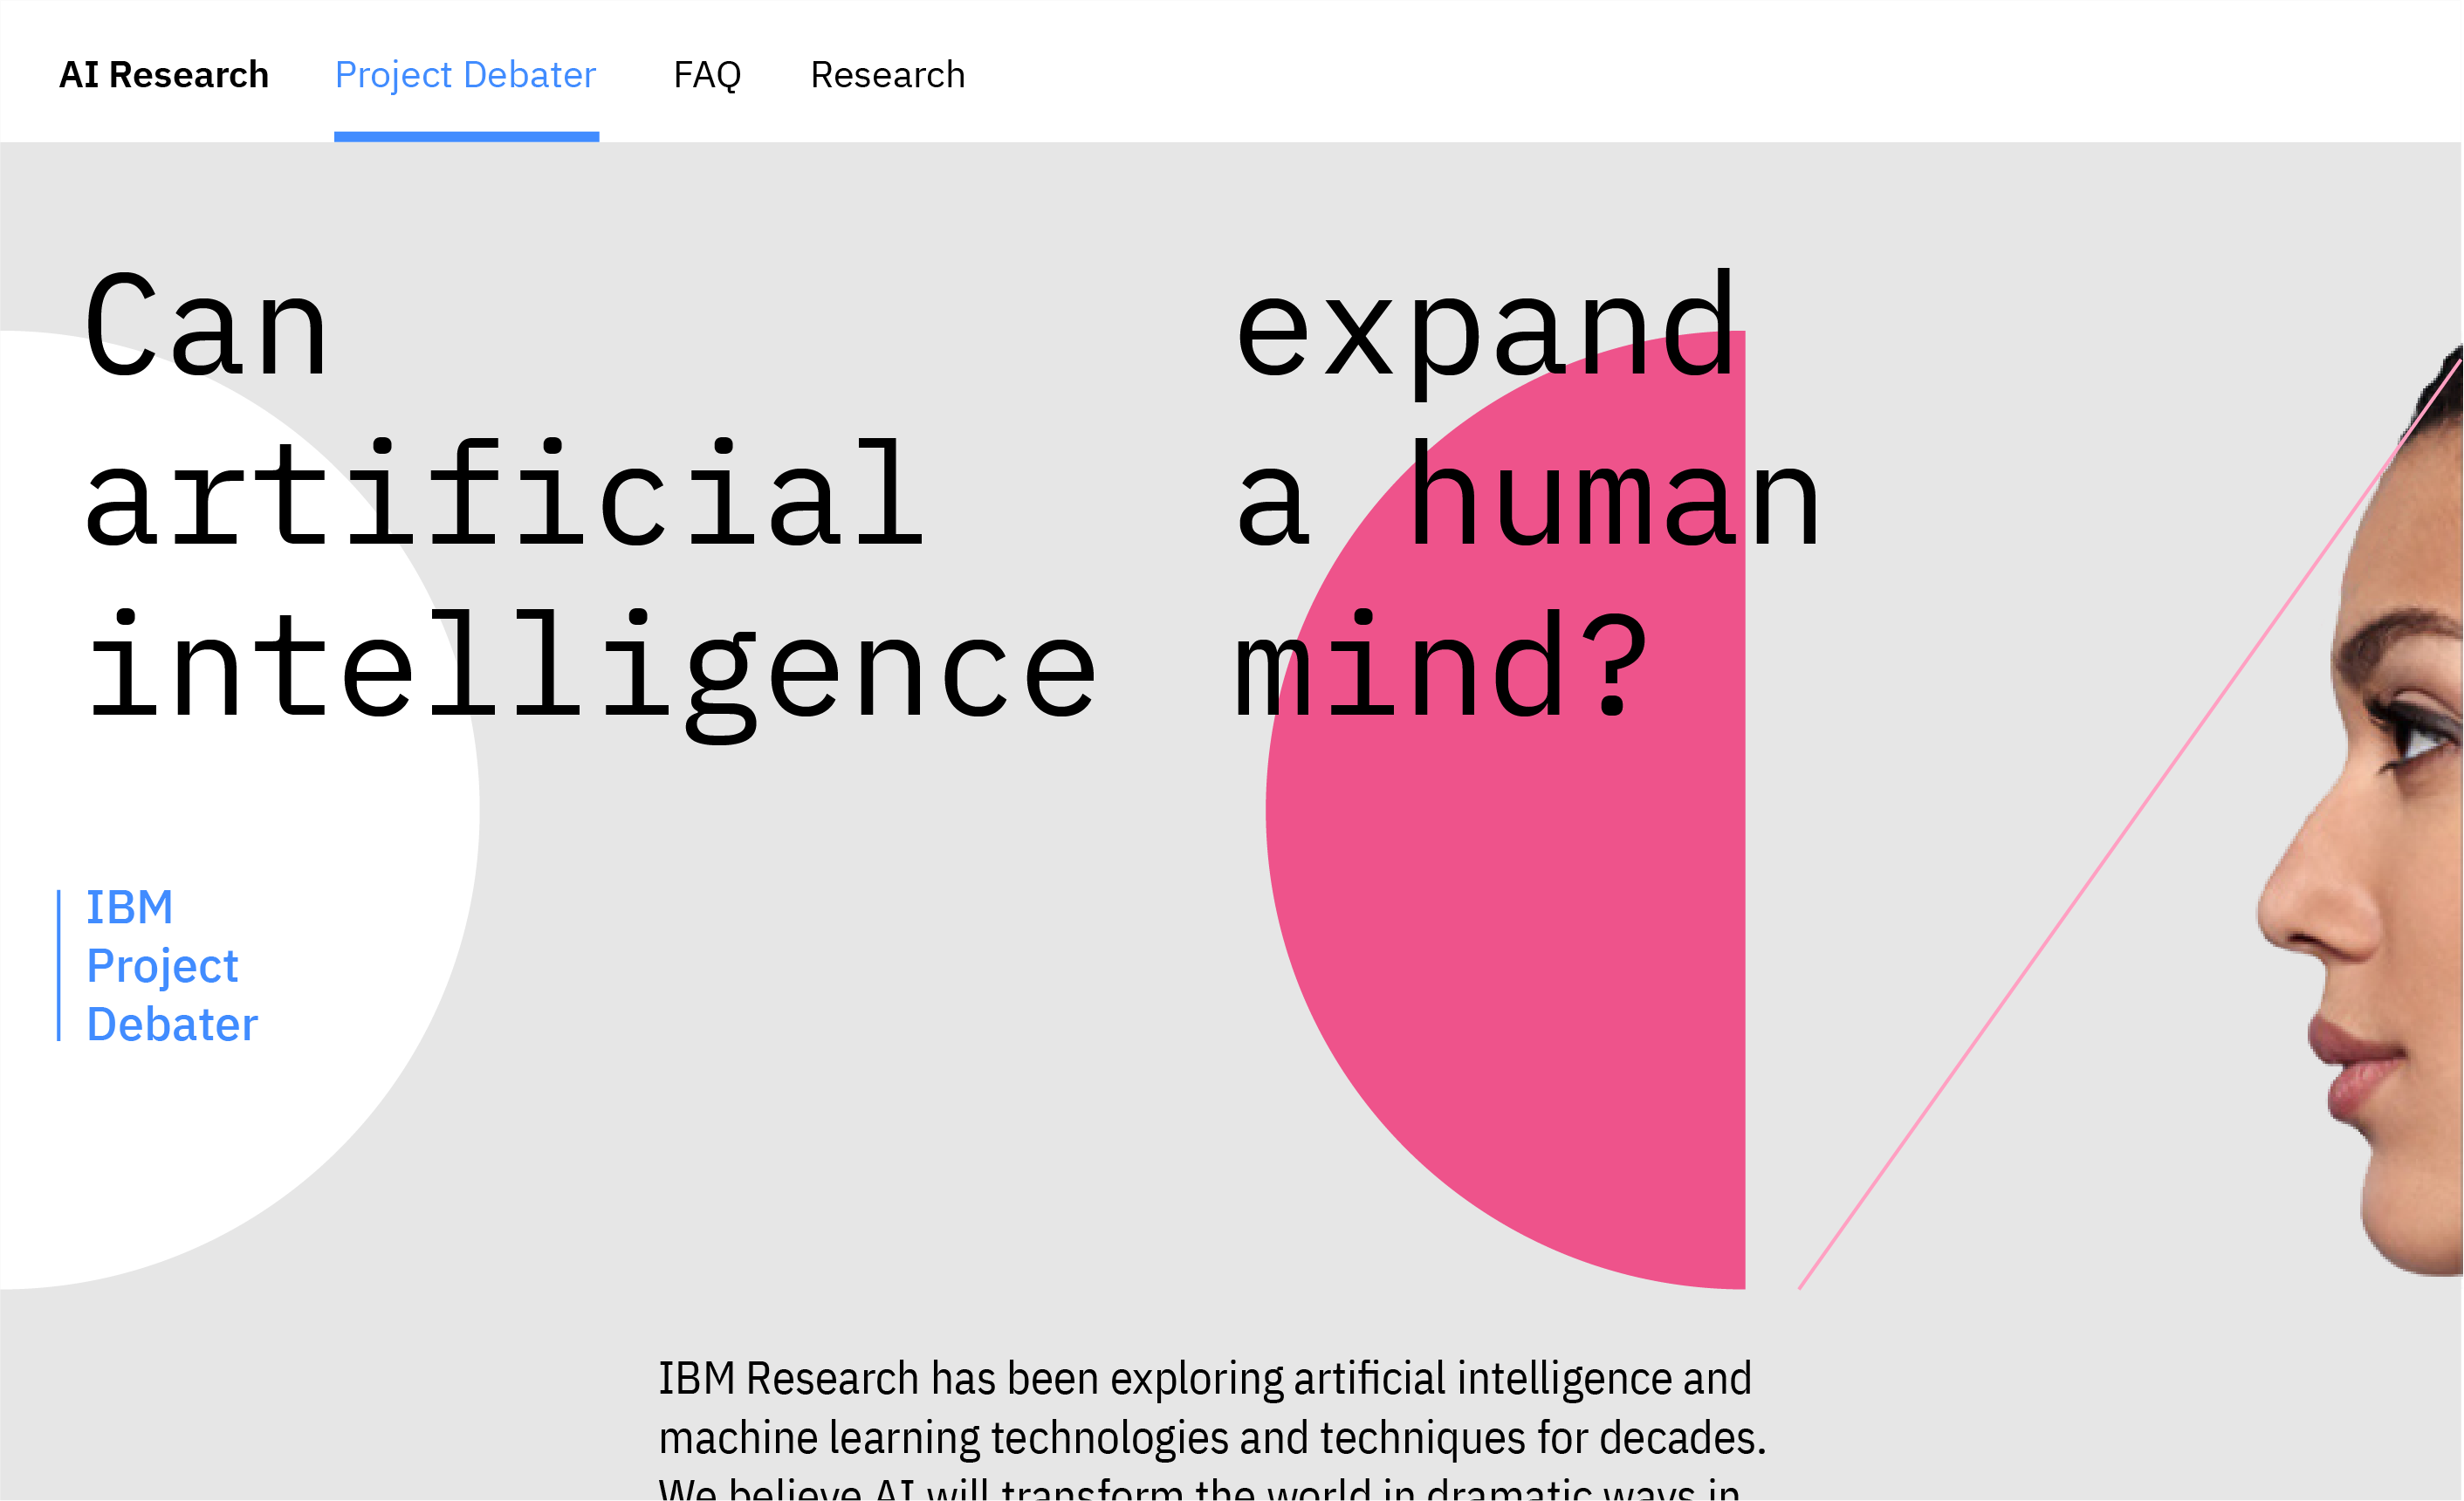 AI Research Project Debater FAQ Research
Can
artificial
intelligence
expand
a human
mind?
IBM
Project
Debater
IBM Research has been exploring artificial intelligence and
machine learning technologies and techniques for decades.
We believe AI will transform the world in dramatic ways in